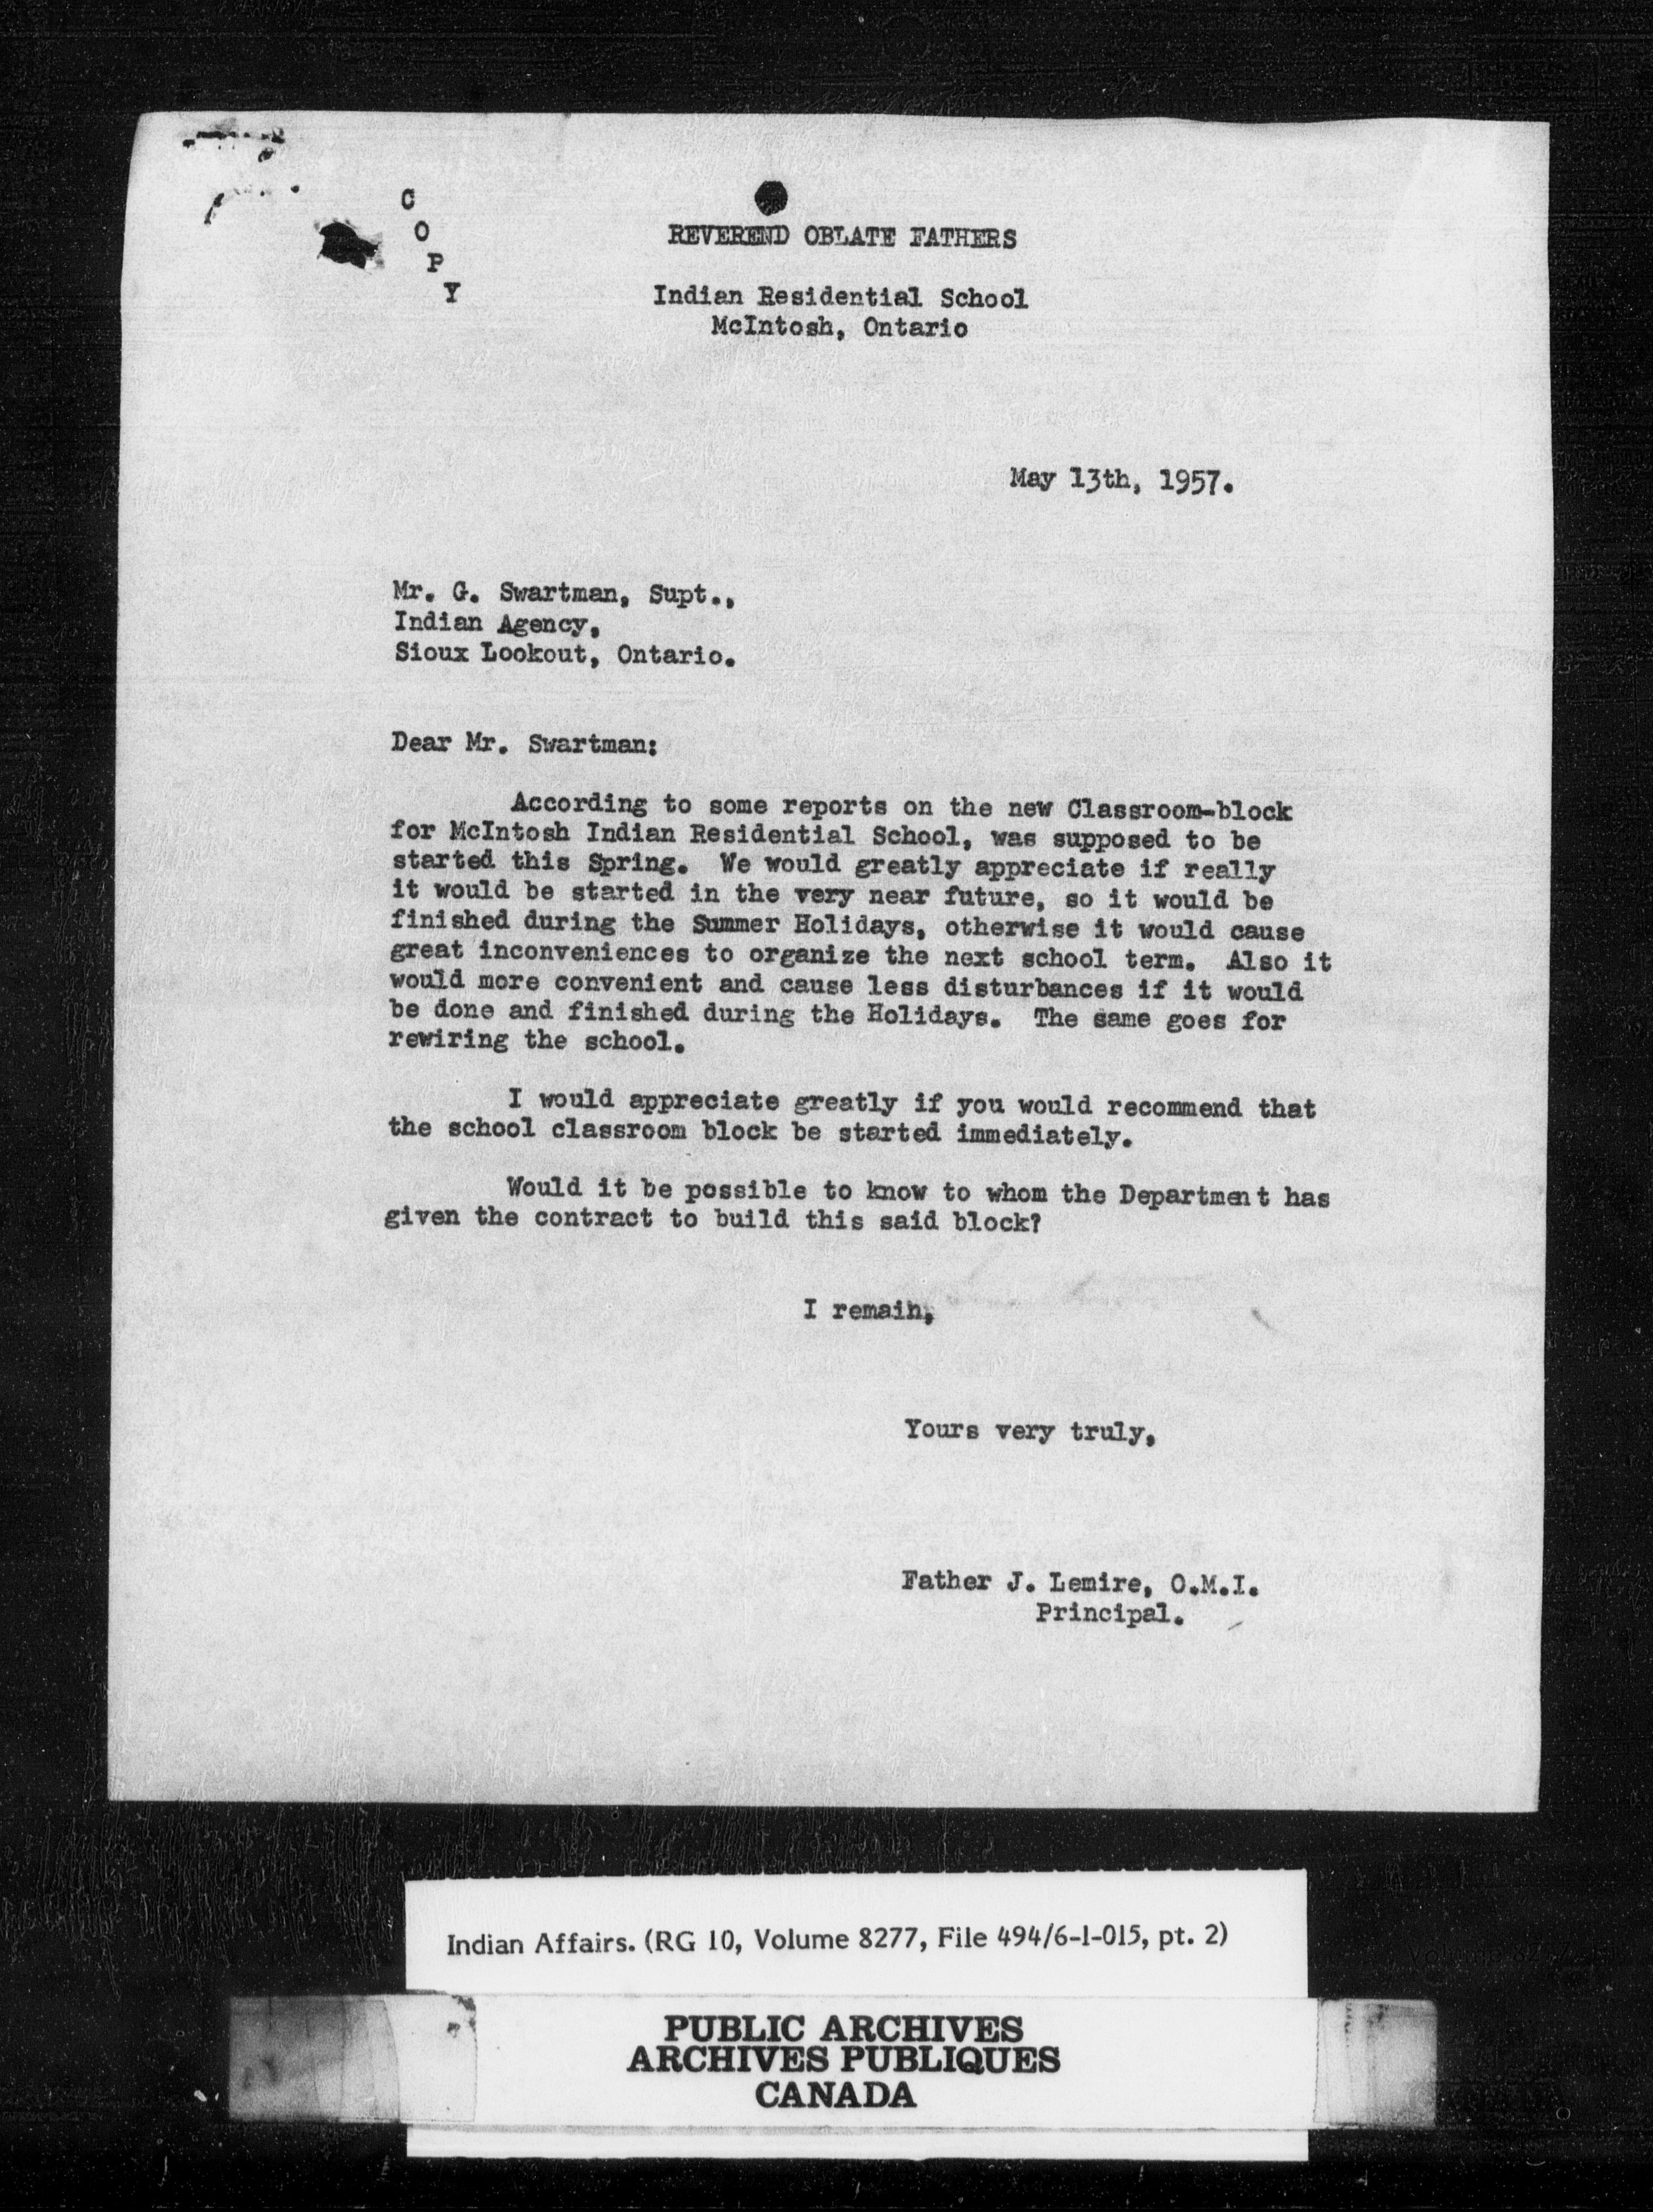 C
O
P
Y
REVEREND OBLATE FATHERS
Indian Residential School
McIntosh, Ontario
May 13th, 1957.
Mr. G. Swartman, Supt.,
Indian Agency,
Sioux Lookout, Ontario.
Dear Mr. Swartman:
According to some reports on the new Classroom-block
for McIntosh Indian Residential School, was supposed to be
started this Spring. We would greatly appreciate if really
it would be started in the very near future, so it would be
finished during the Summer Holidays, otherwise it would cause
great inconveniences to organize the next school term. Also it
would more convenient and cause less disturbances if it would
be done and finished during the Holidays. The same goes for
rewiring the school.
I would appreciate greatly if you would recommend that
the school classroom block be started immediately.
Would it be possible to know to whom the Department has
given the contract to build this said block?
I remain,
Yours very truly,
Father J. Lemire, O.M.I.
Principal.
Indian Affairs. (RG 10, Volume 8277, File 494/6-1-015, pt. 2)
PUBLIC ARCHIVES
ARCHIVES PUBLIQUES
CANADA